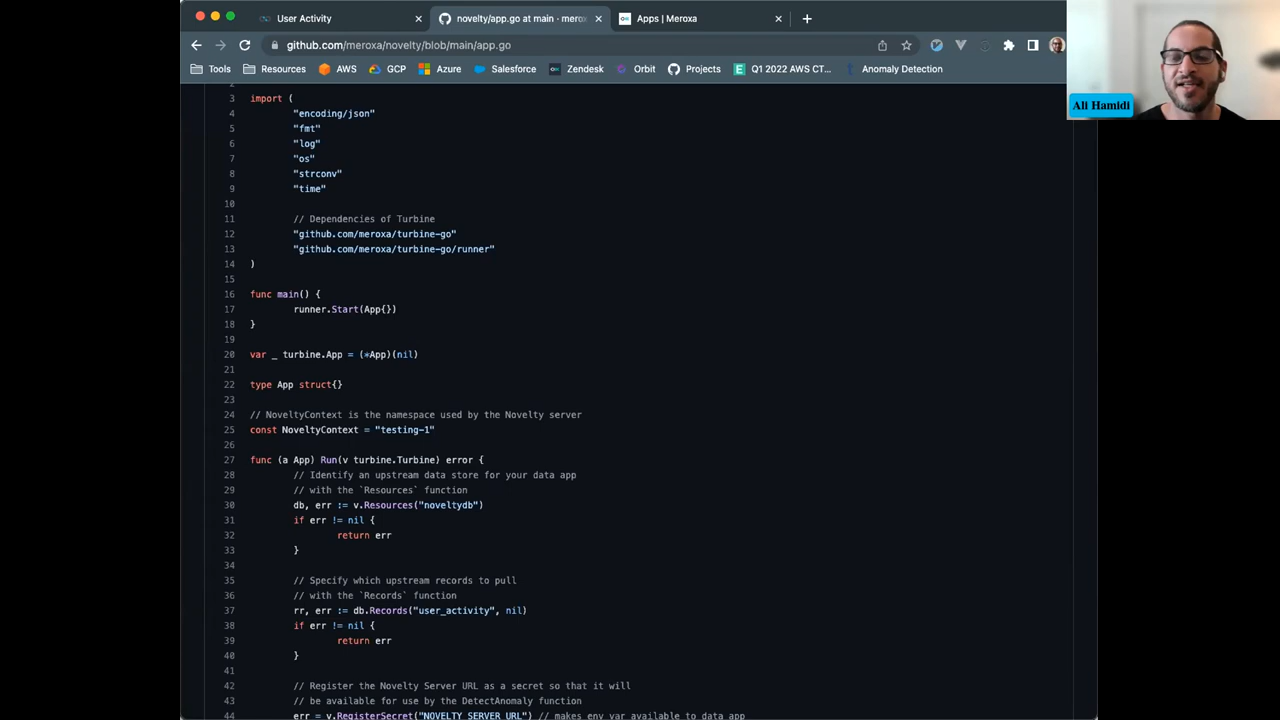 User Activity
novelty/app.go at main · merox
Apps | Meroxa
github.com/meroxa/novelty/blob/main/app.go
Tools
Resources
AWS
GCP
Azure
Salesforce
Zendesk
Orbit
Projects
Q1 2022 AWS CT...
Anomaly Detection
Ali Hamidi
3 import (
4 "encoding/json"
5 "fmt"
6 "log"
7 "os"
8 "strconv"
9 "time"
10
11 // Dependencies of Turbine
12 "github.com/meroxa/turbine-go"
13 "github.com/meroxa/turbine-go/runner"
14 )
15
16 func main() {
17 runner.Start(App{})
18 }
19
20 var _ turbine.App = (*App)(nil)
21
22 type App struct{}
23
24 // NoveltyContext is the namespace used by the Novelty server
25 const NoveltyContext = "testing-1"
26
27 func (a App) Run(v turbine.Turbine) error {
28 // Identify an upstream data store for your data app
29 // with the `Resources` function
30 db, err := v.Resources("noveltydb")
31 if err != nil {
32 return err
33 }
34
35 // Specify which upstream records to pull
36 // with the `Records` function
37 rr, err := db.Records("user_activity", nil)
38 if err != nil {
39 return err
40 }
41
42 // Register the Novelty Server URL as a secret so that it will
43 // be available for use by the DetectAnomaly function
44 err = v.RegisterSecret("NOVELTY_SERVER_URL") // makes env var available to data app